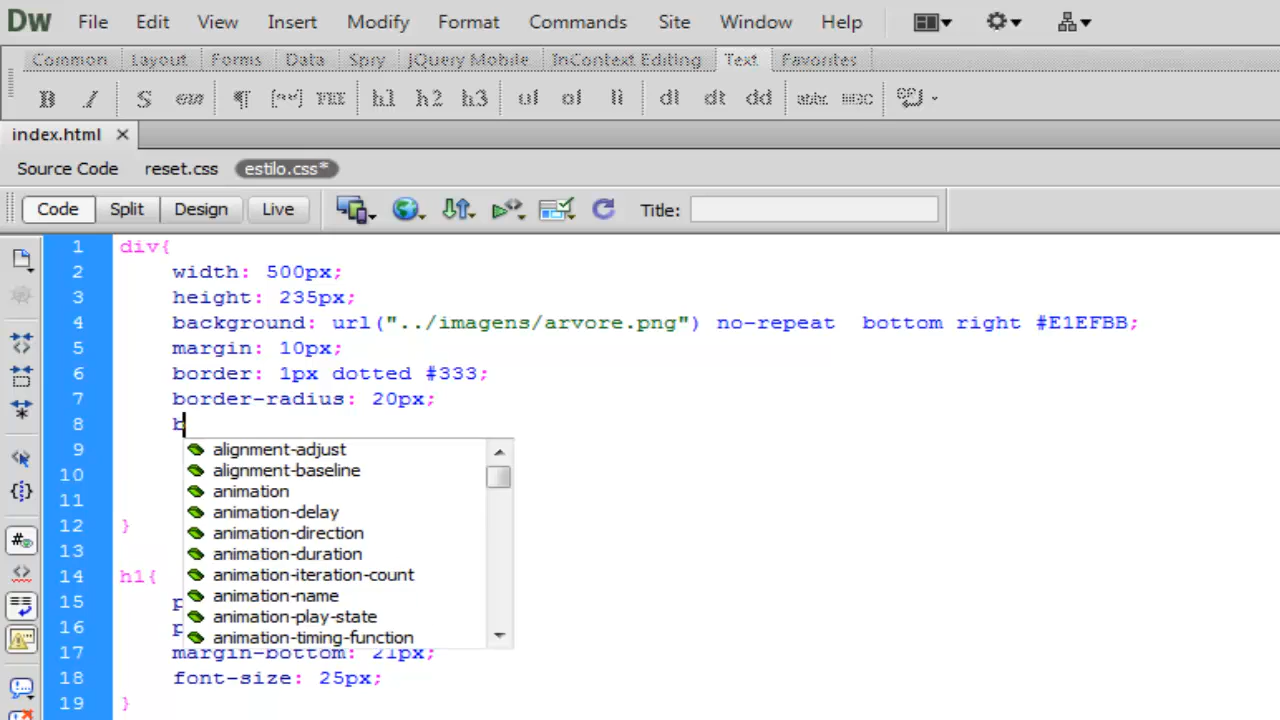 Dw File Edit View Insert Modify Format Commands Site Window Help
Common Layout Forms Data Spry jQuery Mobile InContext Editing Text Favorites
B I S em ¶ [""] PRE h1 h2 h3 ul ol li dl dt dd abbr.
index.html
Source Code reset.css estilo.css*
Code Split Design Live Title:
1 div{
2 width: 500px;
3 height: 235px;
4 background: url("../imagens/arvore.png") no-repeat bottom right #E1EFBB;
5 margin: 10px;
6 border: 1px dotted #333;
7 border-radius: 20px;
8 b
9 alignment-adjust
alignment-baseline
10 animation
11 animation-delay
12 } animation-direction
13 animation-duration
14 h1{ animation-iteration-count
15 p animation-name
16 p animation-play-state
animation-timing-function
17 margin-bottom: 21px;
18 font-size: 25px;
19 }